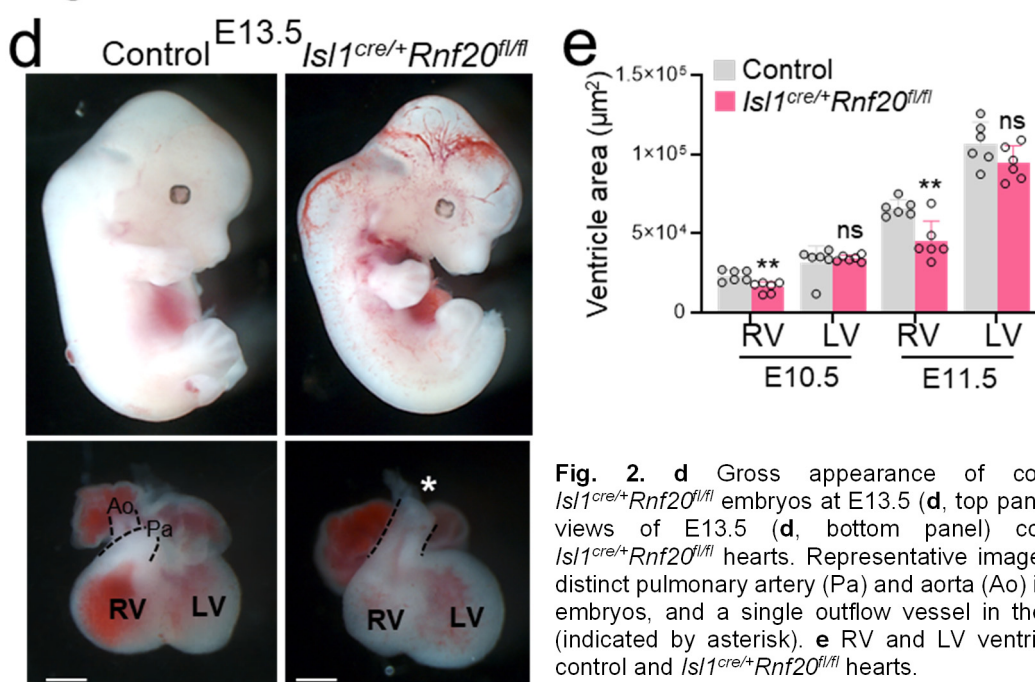 d
Control E13.5 Isl1cre/+Rnf20fl/fl
Ao
Pa
RV LV
*
RV LV
e
Control
Isl1cre/+Rnf20fl/fl
Ventricle area (µm2)
1.5×10⁵
1×10⁵
5×10⁴
0
** ns ** ns
RV LV RV LV
E10.5 E11.5
Fig. 2. d Gross appearance of co
Isl1cre/+Rnf20fl/fl embryos at E13.5 (d, top pan
views of E13.5 (d, bottom panel) co
Isl1cre/+Rnf20fl/fl hearts. Representative image
distinct pulmonary artery (Pa) and aorta (Ao) i
embryos, and a single outflow vessel in the
(indicated by asterisk). e RV and LV ventri
control and Isl1cre/+Rnf20fl/fl hearts.